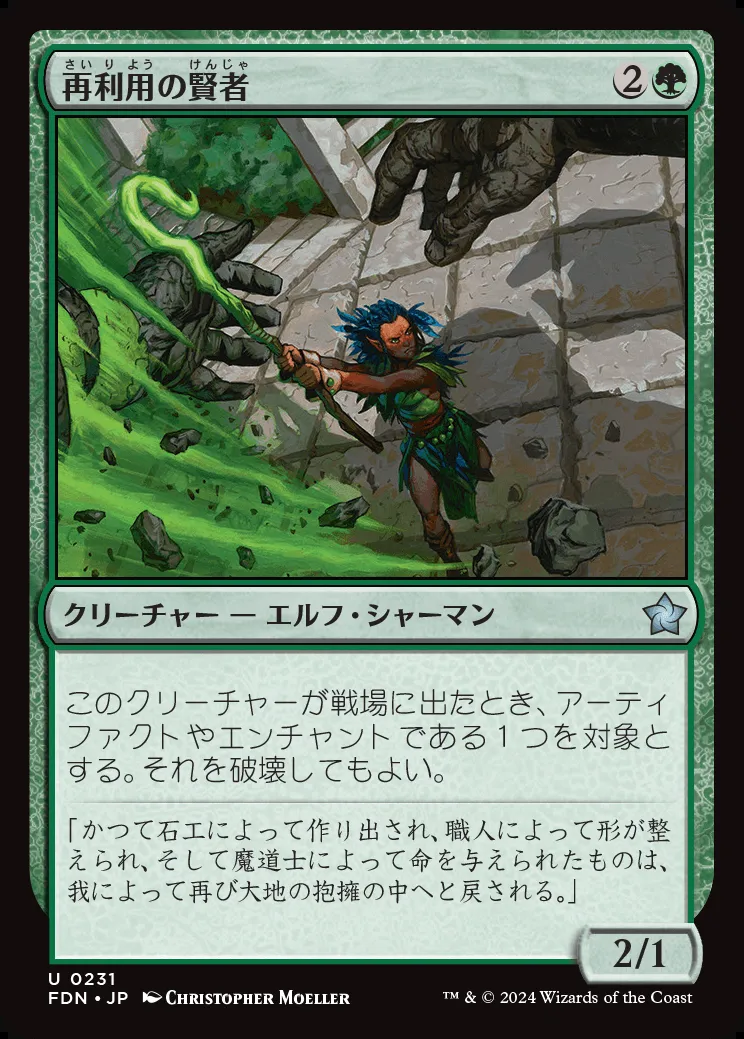 さいりよう けんじゃ
再利用の賢者 2
クリーチャー — エルフ・シャーマン
このクリーチャーが戦場に出たとき、アーティ
ファクトやエンチャントである１つを対象と
する。それを破壊してもよい。
「かつて石工によって作り出され、職人によって形が整
えられ、そして魔道士によって命を与えられたものは、
我によって再び大地の抱擁の中へと戻される。」
2/1
U 0231
FDN • JP Christopher Moeller ™ & © 2024 Wizards of the Coast